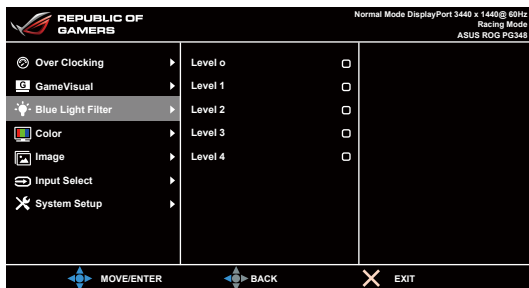 REPUBLIC OF
GAMERS
Normal Mode DisplayPort 3440 x 1440@ 60Hz
Racing Mode
ASUS ROG PG348
Over Clocking
G GameVisual
Blue Light Filter
Color
Image
Input Select
System Setup
Level o
Level 1
Level 2
Level 3
Level 4
MOVE/ENTER
BACK
EXIT